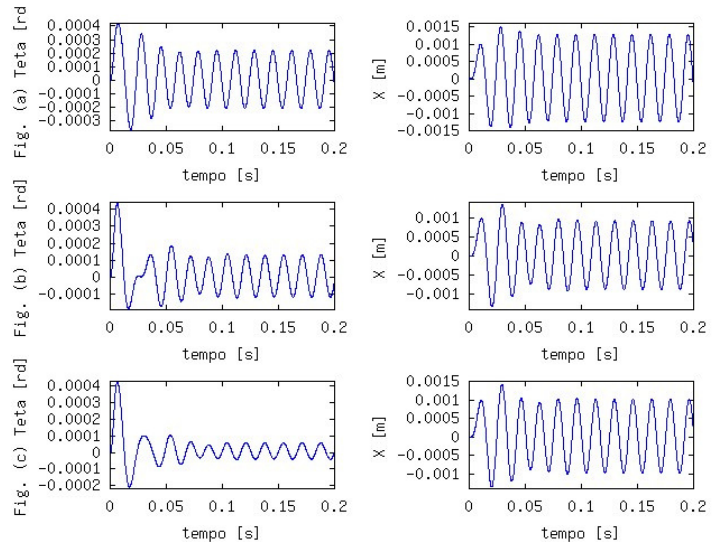 Fig. (a) Teta [rd
0.0004
0.0003
0.0002
0.0001
0
-0.0001
-0.0002
-0.0003
0 0.05 0.1 0.15 0.2
tempo [s]
X [m]
0.0015
0.001
0.0005
0
-0.0005
-0.001
-0.0015
0 0.05 0.1 0.15 0.2
tempo [s]
Fig. (b) Teta [rd]
0.0004
0.0003
0.0002
0.0001
0
-0.0001
0 0.05 0.1 0.15 0.2
tempo [s]
X [m]
0.001
0.0005
0
-0.0005
-0.001
0 0.05 0.1 0.15 0.2
tempo [s]
Fig. (c) Teta [rd]
0.0004
0.0003
0.0002
0.0001
0
-0.0001
-0.0002
0 0.05 0.1 0.15 0.2
tempo [s]
X [m]
0.0015
0.001
0.0005
0
-0.0005
-0.001
0 0.05 0.1 0.15 0.2
tempo [s]